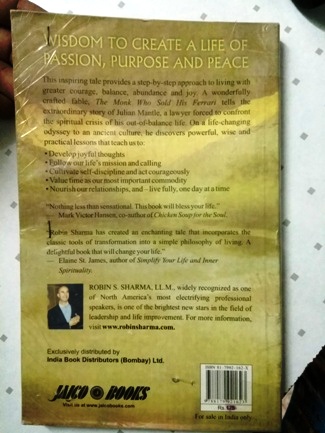 WISDOM TO CREATE A LIFE OF
PASSION, PURPOSE AND PEACE
This inspiring tale provides a step-by-step approach to living with
greater courage, balance, abundance and joy. A wonderfully
crafted fable, The Monk Who Sold His Ferrari tells the
extraordinary story of Julian Mantle, a lawyer forced to confront
the spiritual crisis of his out-of-balance life. On a life-changing
odyssey to an ancient culture, he discovers powerful, wise and
practical lessons that teach us to:
• Develop joyful thoughts
• Follow our life's mission and calling
• Cultivate self-discipline and act courageously
• Value time as our most important commodity
• Nourish our relationships, and – live fully, one day at a time
"Nothing less than sensational. This book will bless your life."
Mark Victor Hansen, co-author of Chicken Soup for the Soul.
"Robin Sharma has created an enchanting tale that incorporates the
classic tools of transformation into a simple philosophy of living. A
delightful book that will change your life."
— Elaine St. James, author of Simplify Your Life and Inner
Spirituality.
ROBIN S. SHARMA, LL.M., widely recognized as one
of North America's most electrifying professional
speakers, is one of the brightest new stars in the field of
leadership and life improvement. For more information,
visit www.robinsharma.com.
Exclusively distributed by
India Book Distributors (Bombay) Ltd.
JAICO BOOKS
Visit us at www.jaicobooks.com
Rs.
For sale in India only